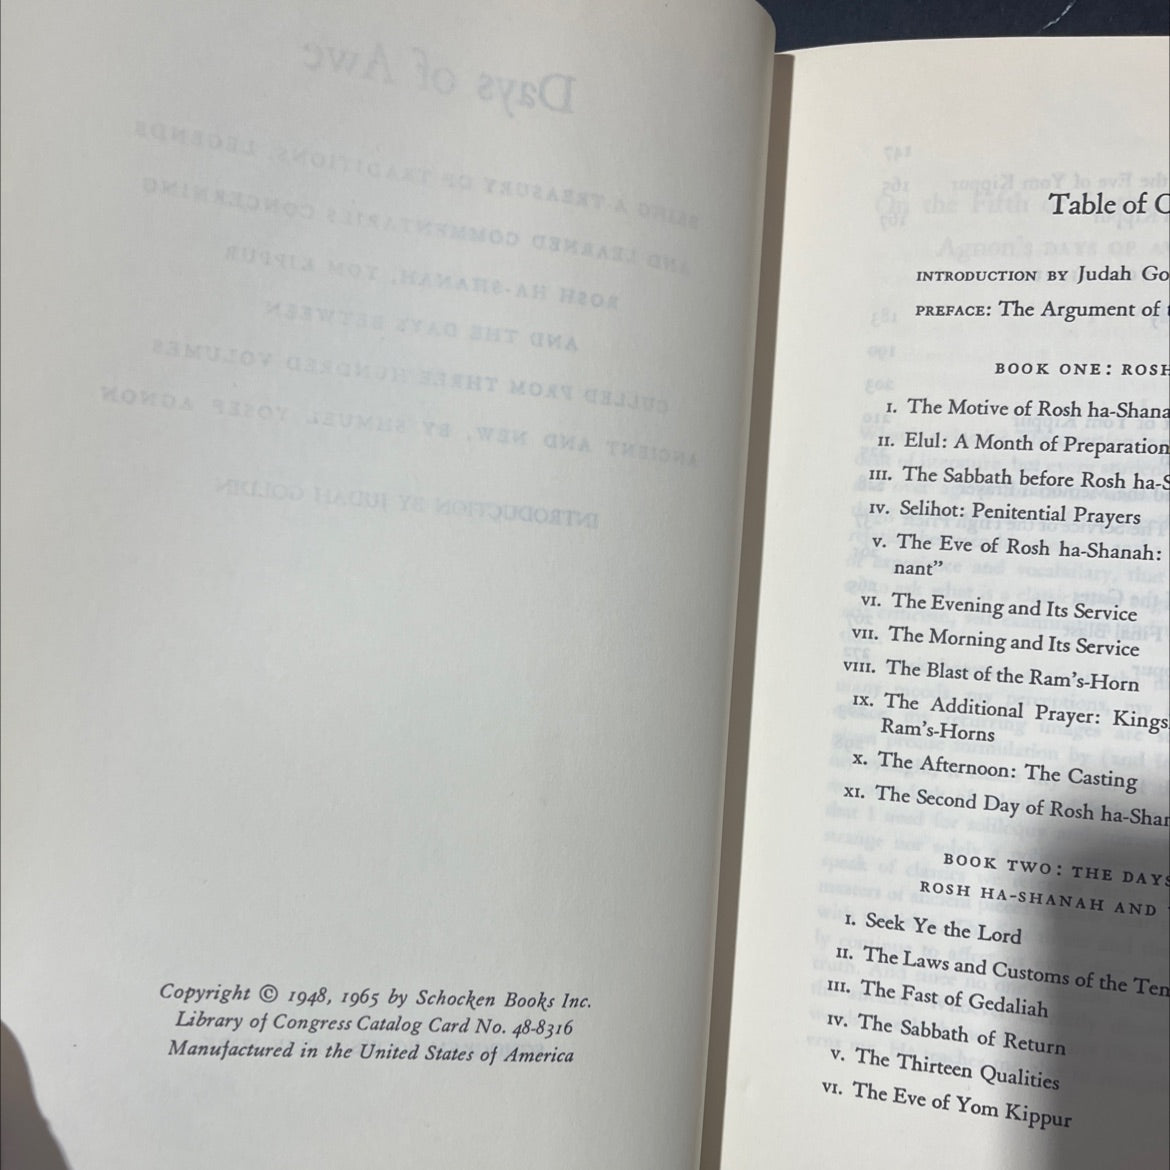 Copyright © 1948, 1965 by Schocken Books Inc.
Library of Congress Catalog Card No. 48-8316
Manufactured in the United States of America
Table of C
INTRODUCTION BY Judah Go
PREFACE: The Argument of t
BOOK ONE: ROSH
I. The Motive of Rosh ha-Shana
II. Elul: A Month of Preparation
III. The Sabbath before Rosh ha-S
IV. Selihot: Penitential Prayers
V. The Eve of Rosh ha-Shanah:
nant”
VI. The Evening and Its Service
VII. The Morning and Its Service
VIII. The Blast of the Ram's-Horn
IX. The Additional Prayer: Kings
Ram's-Horns
X. The Afternoon: The Casting
XI. The Second Day of Rosh ha-Shan
BOOK TWO: THE DAYS
ROSH HA-SHANAH AND
I. Seek Ye the Lord
II. The Laws and Customs of the Ten
III. The Fast of Gedaliah
IV. The Sabbath of Return
V. The Thirteen Qualities
VI. The Eve of Yom Kippur